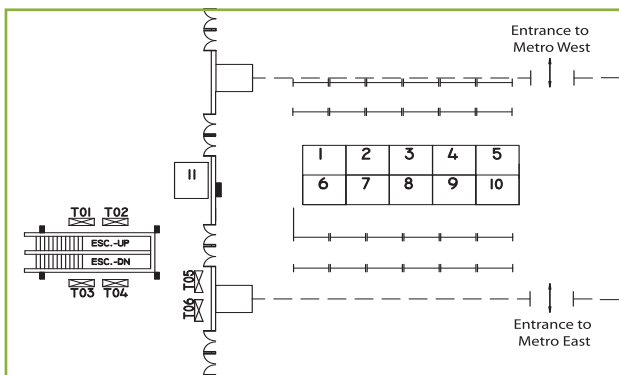 Entrance to
Metro West
1 2 3 4 5
6 7 8 9 10
11
T01 T02
ESC.-UP
ESC.-DN
T03 T04
T05
T06
Entrance to
Metro East